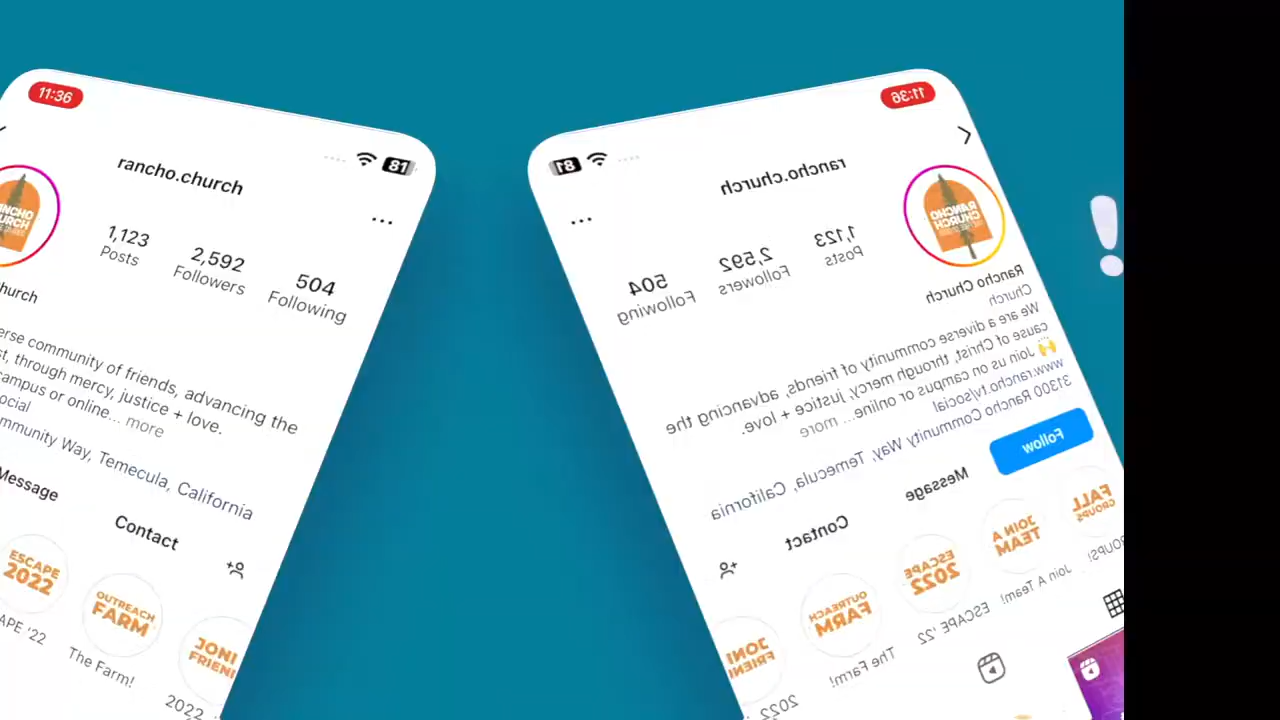 11:36
81
rancho.church
1,123
Posts
2,592
Followers
504
Following
hurch
erse community of friends, advancing the
st, through mercy, justice + love.
campus or online... more
ocial
mmunity Way, Temecula, California
Message
Contact
ESCAPE
2022
OUTREACH
FARM
JONI
FRIEN
APE '22
The Farm!
2022
11:36
81
rancho.church
1,123
Posts
2,592
Followers
504
Following
RANCHO
CHURCH
Rancho Church
Church
We are a diverse community of friends, advancing the
cause of Christ, through mercy, justice + love.
🙌 Join us on campus or online... more
www.rancho.tv/social
31300 Rancho Community Way, Temecula, California
Follow
Message
Contact
FALL
GROUPS
JOIN A
TEAM
ESCAPE
2022
OUTREACH
FARM
JONI
FRIEN
OUPS!
Join A Team!
ESCAPE '22
The Farm!
2022
!